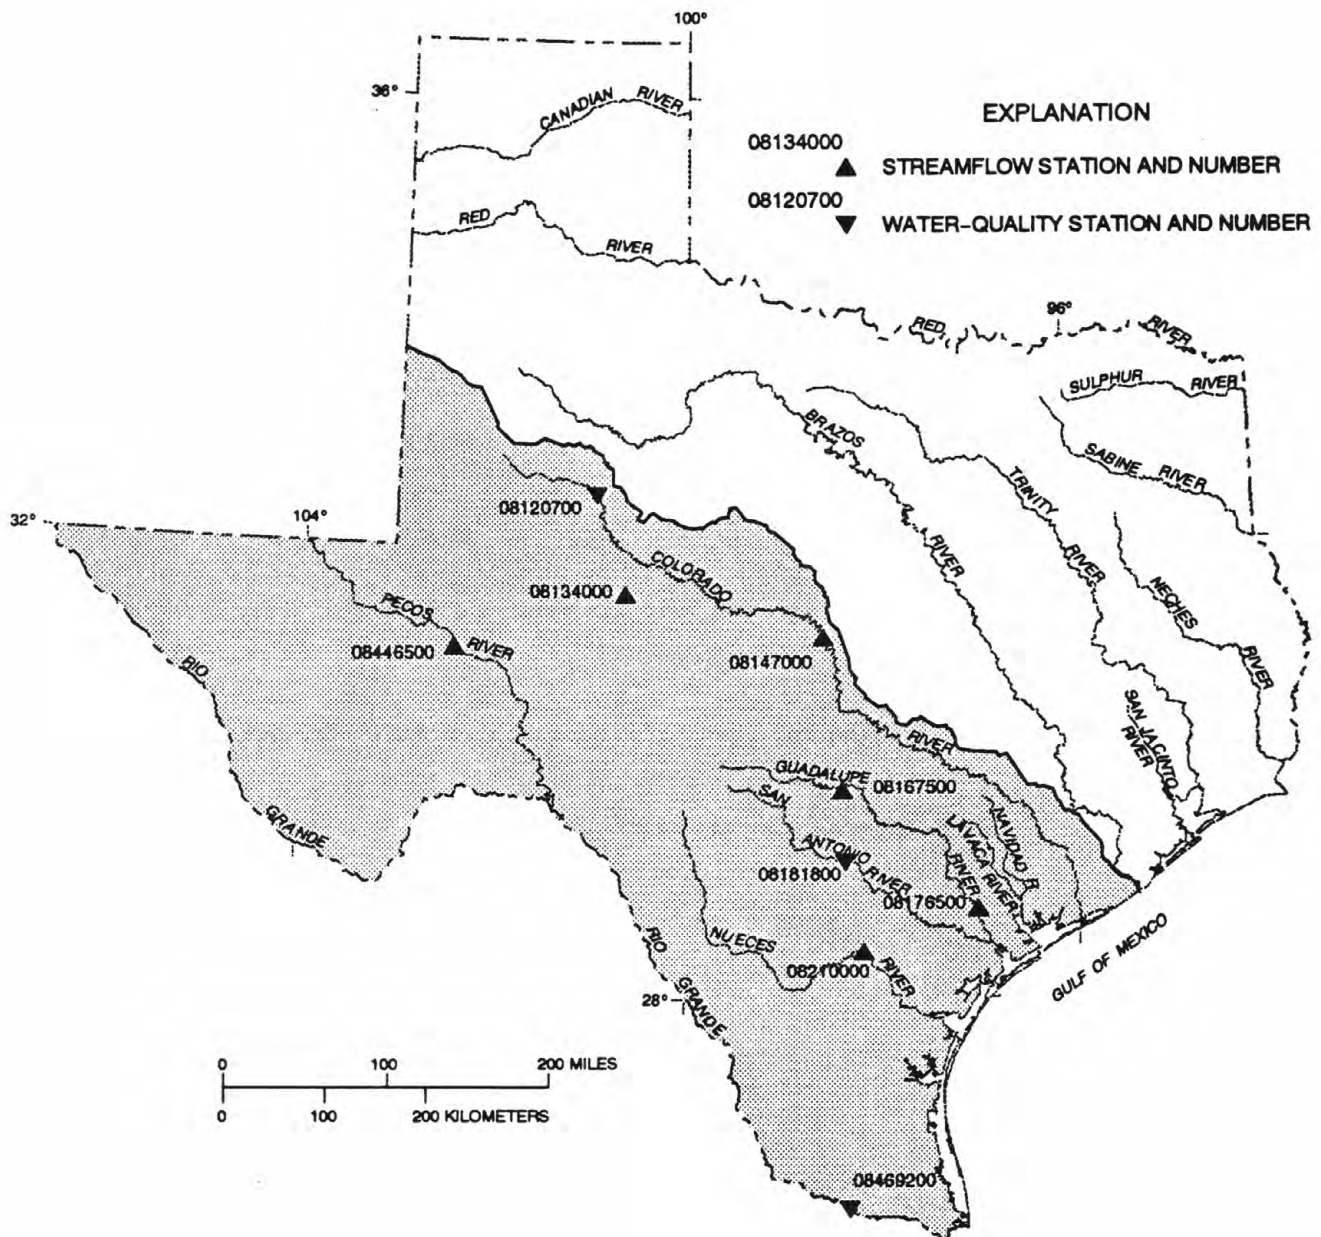 100°
36°
CANADIAN RIVER
EXPLANATION
08134000
STREAMFLOW STATION AND NUMBER
08120700
WATER-QUALITY STATION AND NUMBER
RED RIVER
96°
RED RIVER
SULPHUR RIVER
BRAZOS RIVER
SABINE RIVER
TRINITY RIVER
32°
104°
08120700
COLORADO RIVER
08134000
NECHES RIVER
PECOS RIVER
08446500
08147000
RIO GRANDE
SAN JACINTO
RIVER
GUADALUPE RIVER
08167500
SAN ANTONIO RIVER
NAVIDAD R
LAVACA RIVER
08181800
08176500
NUECES RIVER
08210000
RIO GRANDE
28°
GULF OF MEXICO
0 100 200 MILES
0 100 200 KILOMETERS
08469200